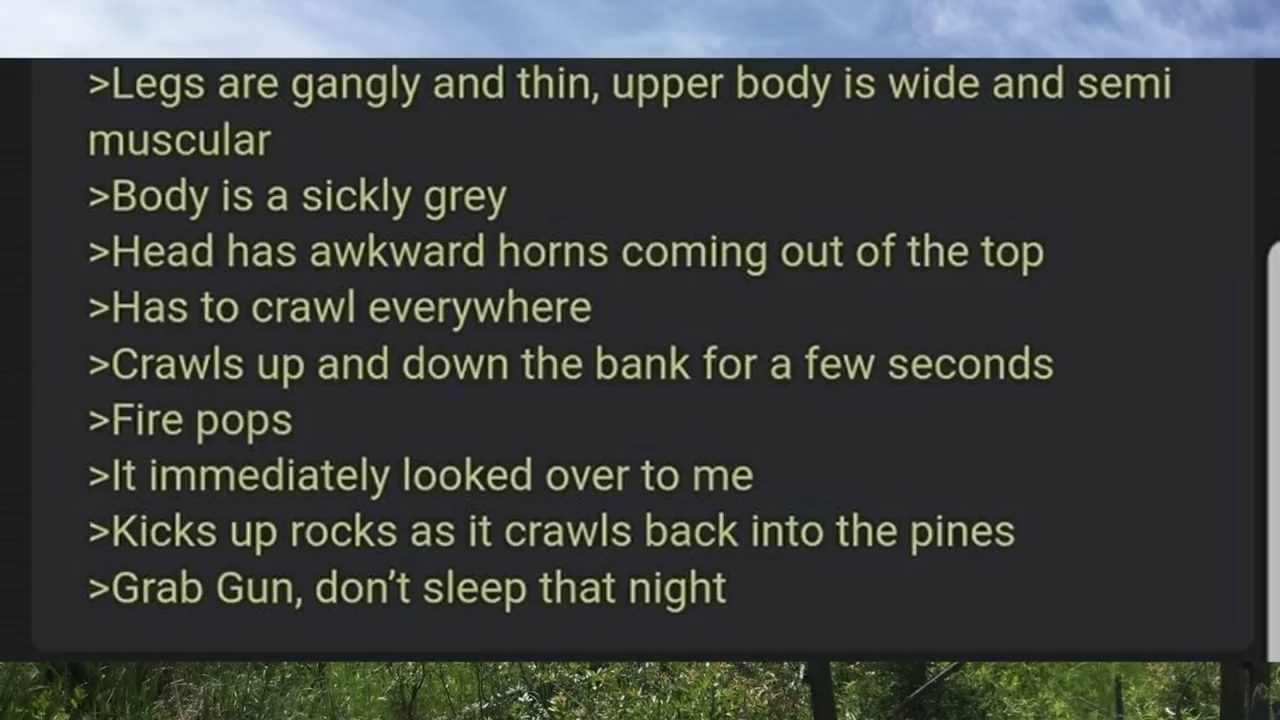 >Legs are gangly and thin, upper body is wide and semi
muscular
>Body is a sickly grey
>Head has awkward horns coming out of the top
>Has to crawl everywhere
>Crawls up and down the bank for a few seconds
>Fire pops
>It immediately looked over to me
>Kicks up rocks as it crawls back into the pines
>Grab Gun, don’t sleep that night